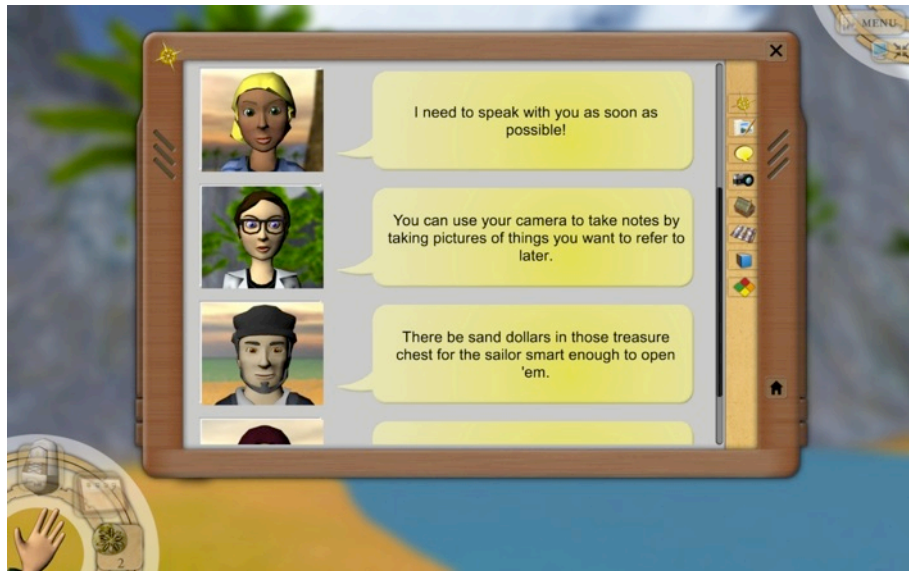 MENU
I need to speak with you as soon as
possible!
You can use your camera to take notes by
taking pictures of things you want to refer to
later.
There be sand dollars in those treasure
chest for the sailor smart enough to open
'em.
2